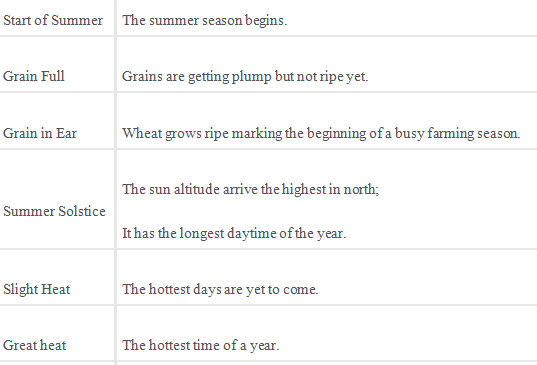 Start of Summer The summer season begins.
Grain Full Grains are getting plump but not ripe yet.
Grain in Ear Wheat grows ripe marking the beginning of a busy farming season.
Summer Solstice
The sun altitude arrive the highest in north;
It has the longest daytime of the year.
Slight Heat The hottest days are yet to come.
Great heat The hottest time of a year.